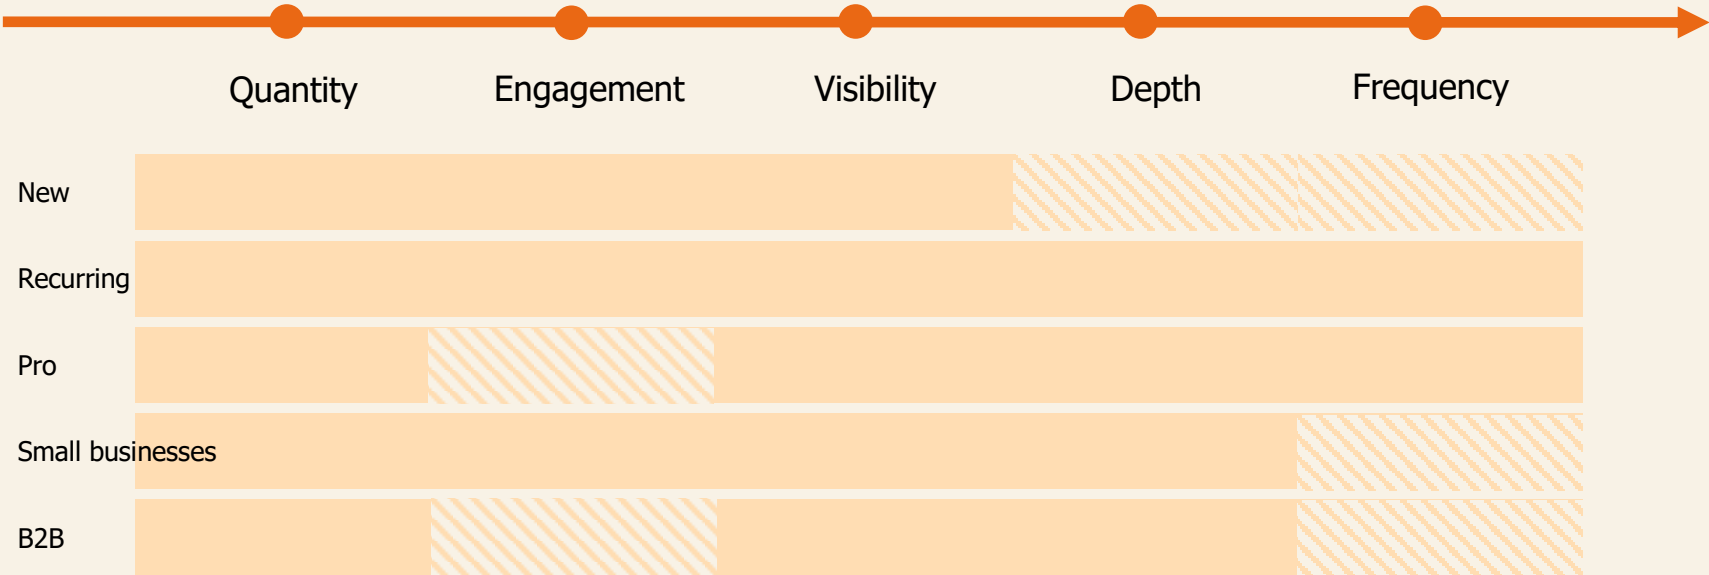 Quantity
Engagement
Visibility
Depth
Frequency
New
Recurring
Pro
Small businesses
B2B